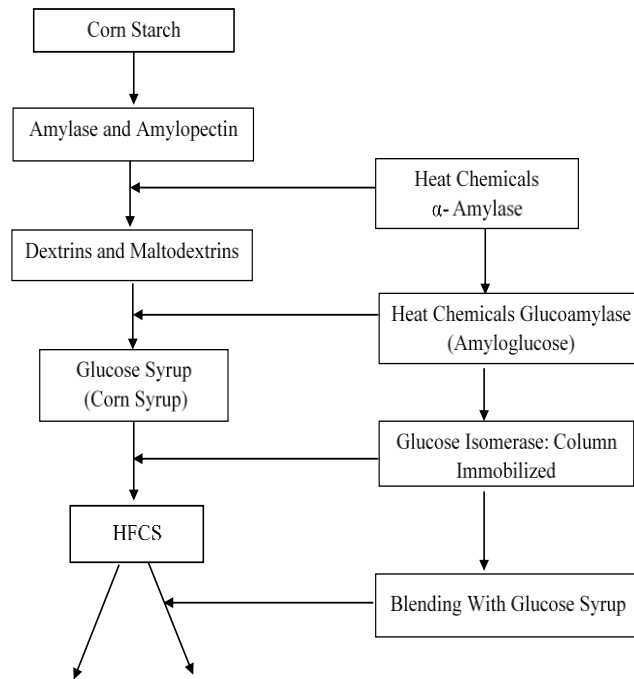 Corn Starch
Amylase and Amylopectin
Heat Chemicals
α- Amylase
Dextrins and Maltodextrins
Heat Chemicals Glucoamylase
(Amyloglucose)
Glucose Syrup
(Corn Syrup)
Glucose Isomerase: Column
Immobilized
HFCS
Blending With Glucose Syrup